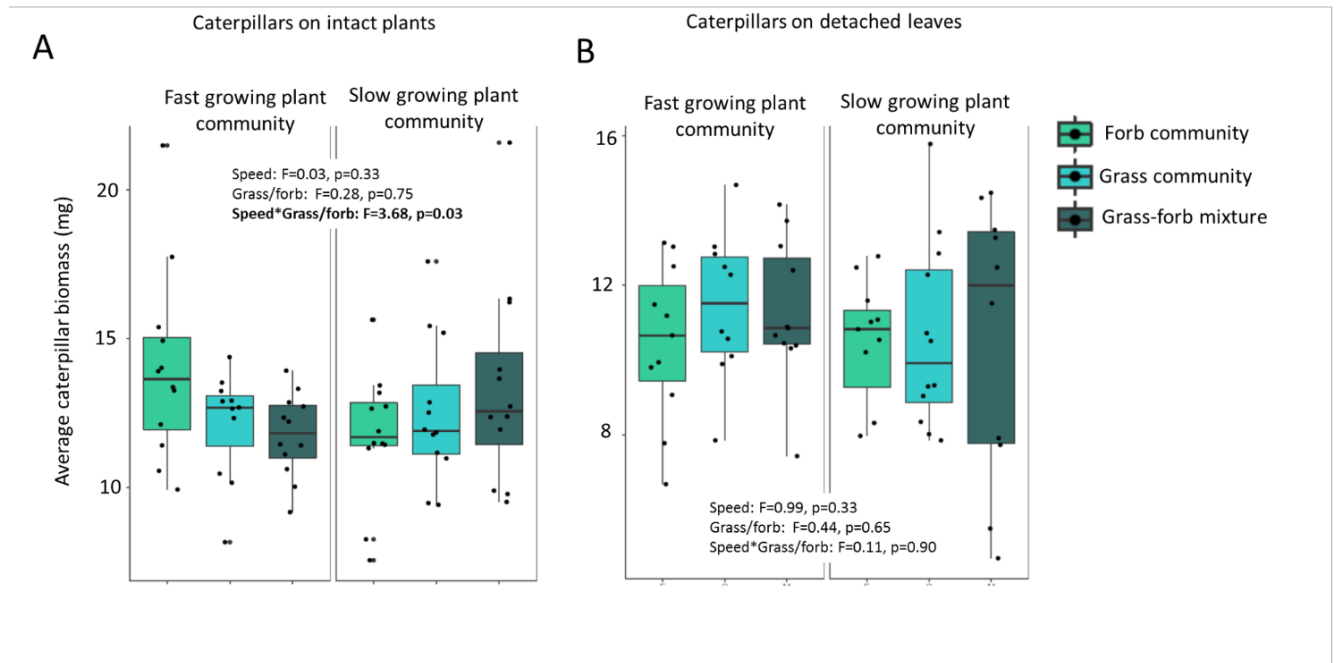 Caterpillars on intact plants
Caterpillars on detached leaves
A
B
Fast growing plant
community
Slow growing plant
community
Fast growing plant
community
Slow growing plant
community
Speed: F=0.03, p=0.33
Grass/forb: F=0.28, p=0.75
Speed*Grass/forb: F=3.68, p=0.03
Average caterpillar biomass (mg)
20
15
10
16
12
8
Speed: F=0.99, p=0.33
Grass/forb: F=0.44, p=0.65
Speed*Grass/forb: F=0.11, p=0.90
Forb community
Grass community
Grass-forb mixture